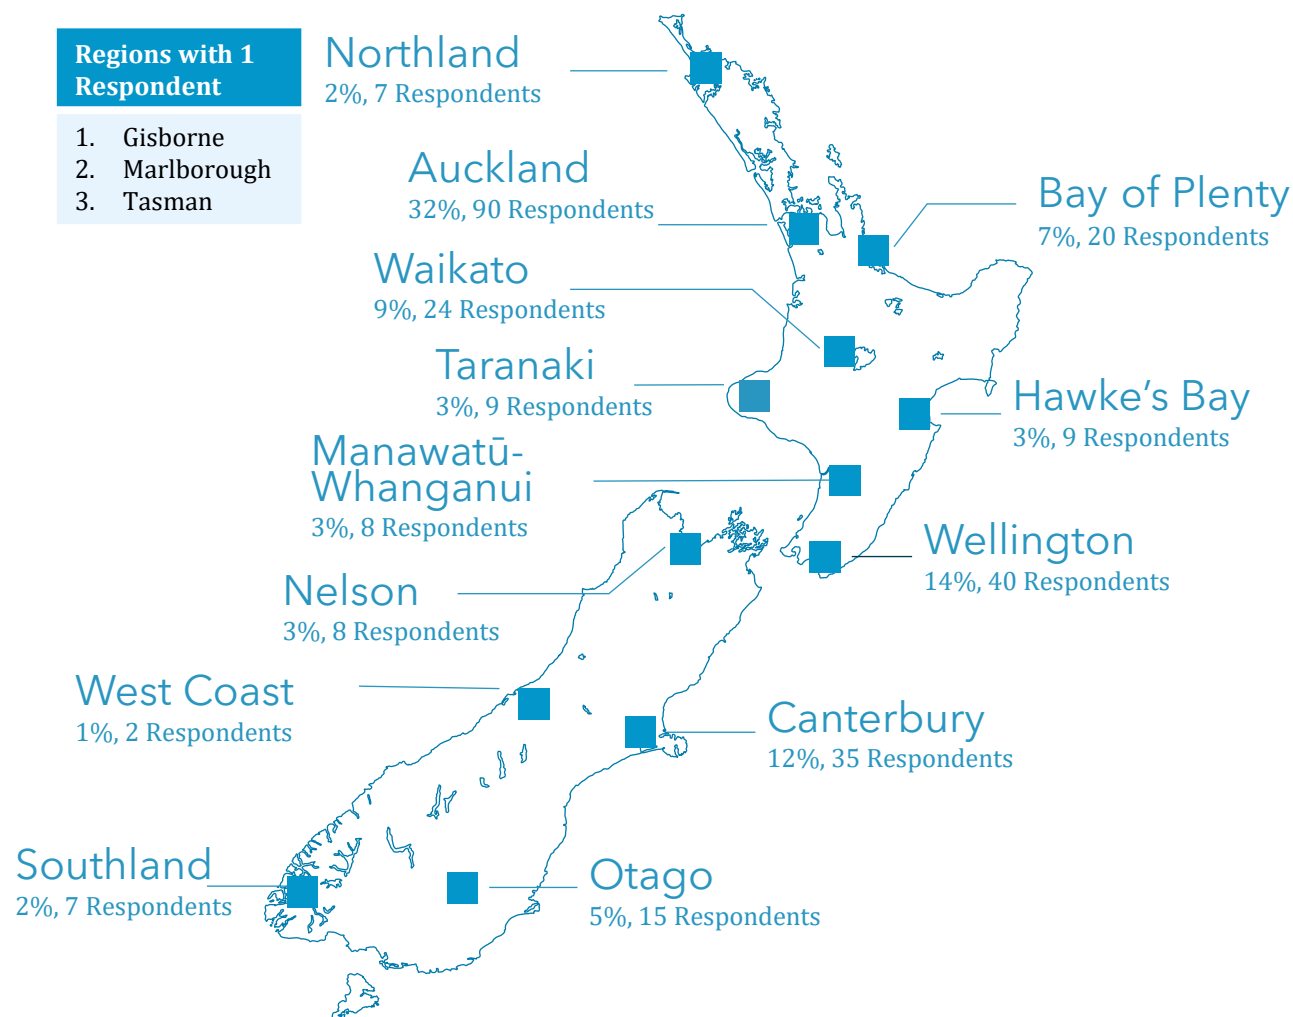 Regions with 1
Respondent
1. Gisborne
2. Marlborough
3. Tasman
Northland
2%, 7 Respondents
Auckland
32%, 90 Respondents
Bay of Plenty
7%, 20 Respondents
Waikato
9%, 24 Respondents
Taranaki
3%, 9 Respondents
Hawke's Bay
3%, 9 Respondents
Manawatū-
Whanganui
3%, 8 Respondents
Wellington
14%, 40 Respondents
Nelson
3%, 8 Respondents
West Coast
1%, 2 Respondents
Canterbury
12%, 35 Respondents
Southland
2%, 7 Respondents
Otago
5%, 15 Respondents